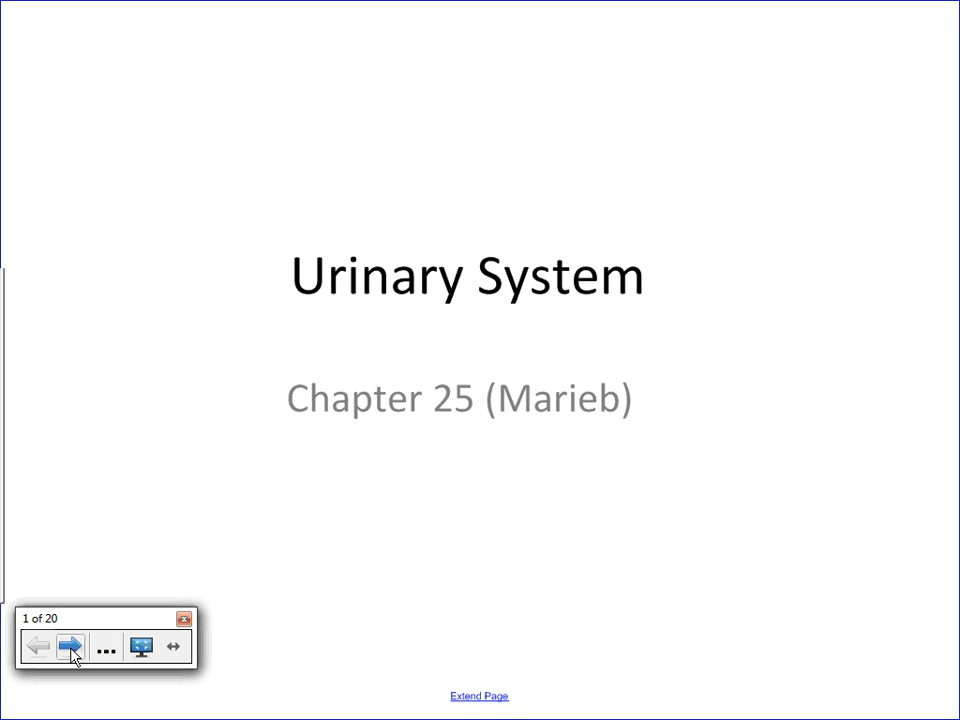 Urinary System
Chapter 25 (Marieb)
1 of 20
...
Extend Page